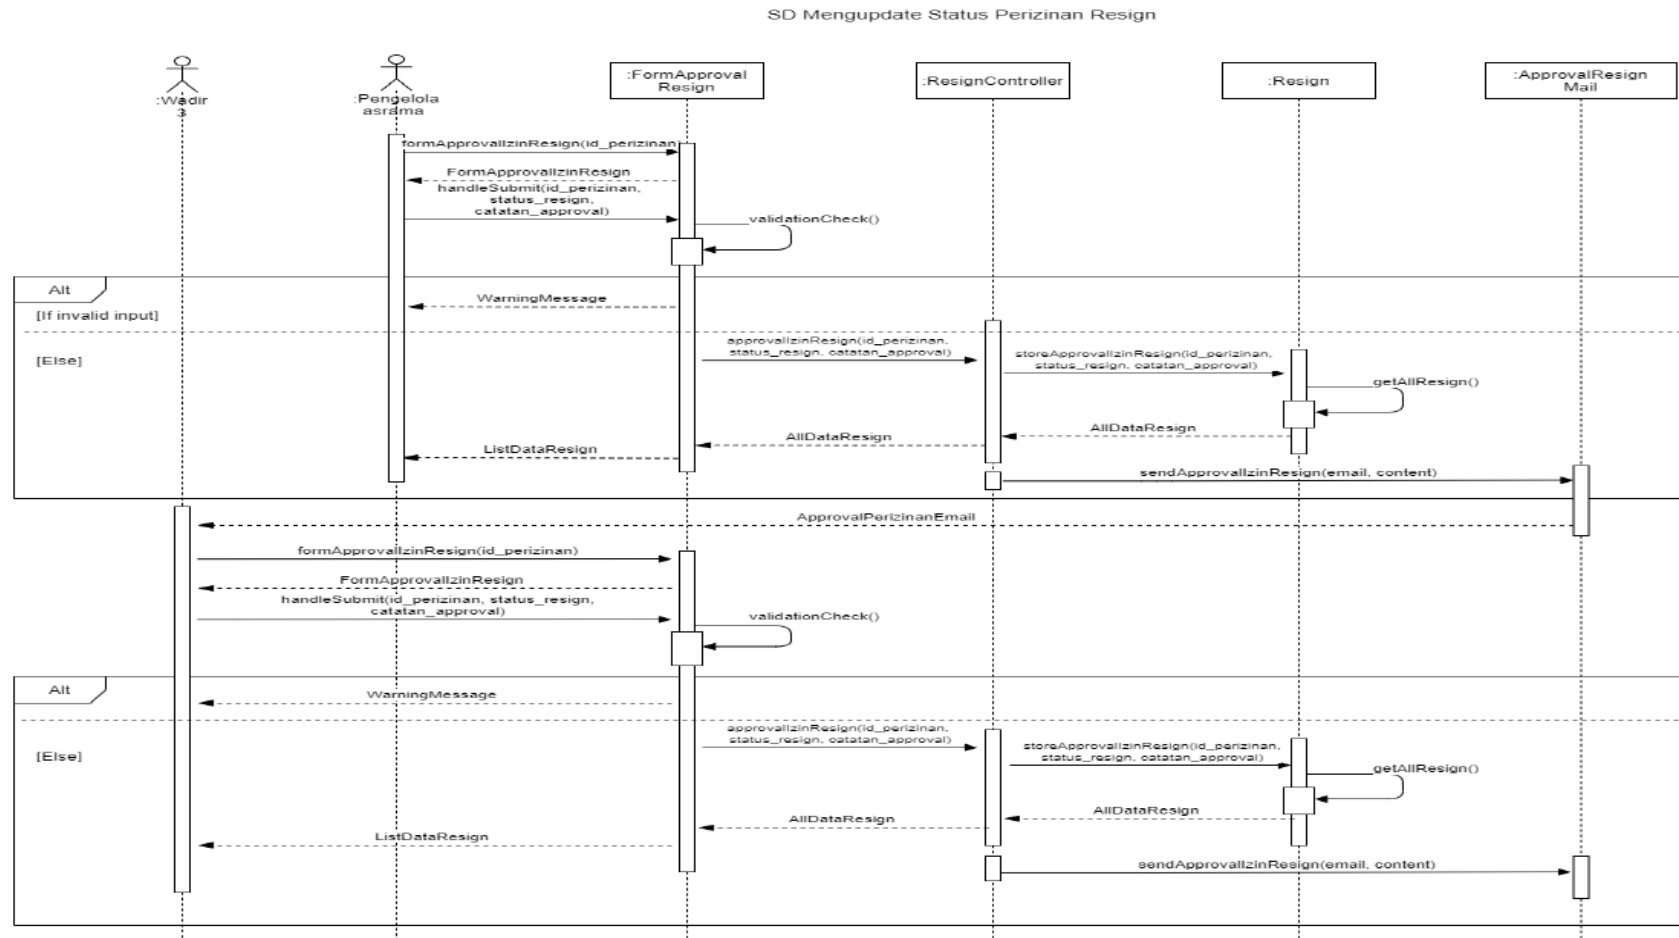 SD Mengupdate Status Perizinan Resign
:Wadir
3
:Pengelola
asrama
:FormApproval
Resign
:ResignController
:Resign
:ApprovalResign
Mail
formApprovalIzinResign(id_perizinan)
FormApprovalIzinResign
handleSubmit(id_perizinan,
status_resign,
catatan_approval)
validationCheck()
Alt
WarningMessage
[If invalid input]
[Else]
approvalIzinResign(id_perizinan,
status_resign, catatan_approval)
storeApprovalIzinResign(id_perizinan,
status_resign, catatan_approval)
getAllResign()
AllDataResign
AllDataResign
ListDataResign
sendApprovalIzinResign(email, content)
ApprovalPerizinanEmail
formApprovalIzinResign(id_perizinan)
FormApprovalIzinResign
handleSubmit(id_perizinan, status_resign,
catatan_approval)
validationCheck()
Alt
WarningMessage
[Else]
approvalIzinResign(id_perizinan,
status_resign, catatan_approval)
storeApprovalIzinResign(id_perizinan,
status_resign, catatan_approval)
getAllResign()
AllDataResign
AllDataResign
ListDataResign
sendApprovalIzinResign(email, content)